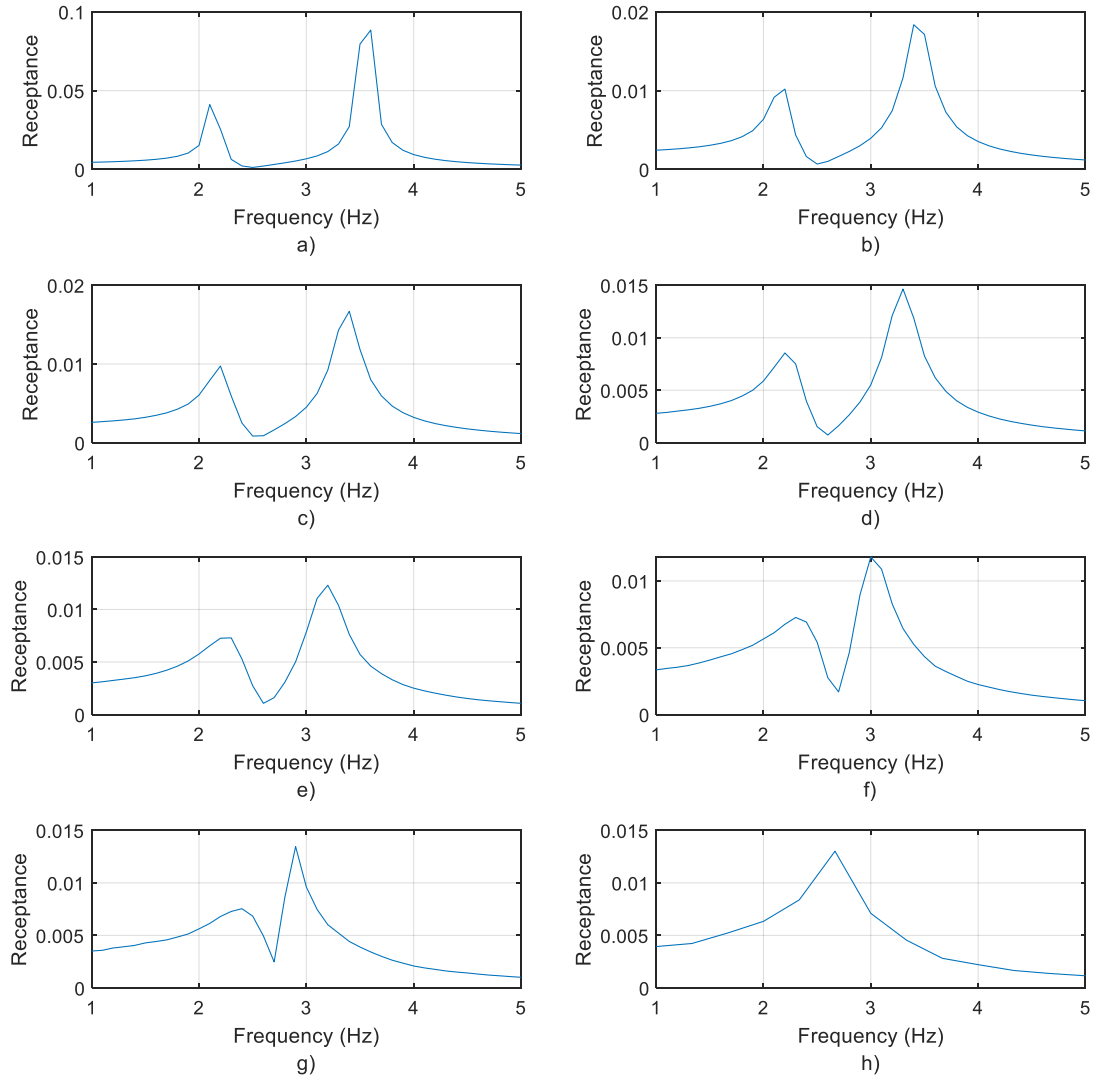 0.1
0.05
0
Receptance
1 2 3 4 5
Frequency (Hz)
a)
0.02
0.01
0
Receptance
1 2 3 4 5
Frequency (Hz)
b)
0.02
0.01
0
Receptance
1 2 3 4 5
Frequency (Hz)
c)
0.015
0.01
0.005
0
Receptance
1 2 3 4 5
Frequency (Hz)
d)
0.015
0.01
0.005
0
Receptance
1 2 3 4 5
Frequency (Hz)
e)
0.01
0.005
0
Receptance
1 2 3 4 5
Frequency (Hz)
f)
0.015
0.01
0.005
0
Receptance
1 2 3 4 5
Frequency (Hz)
g)
0.015
0.01
0.005
0
Receptance
1 2 3 4 5
Frequency (Hz)
h)